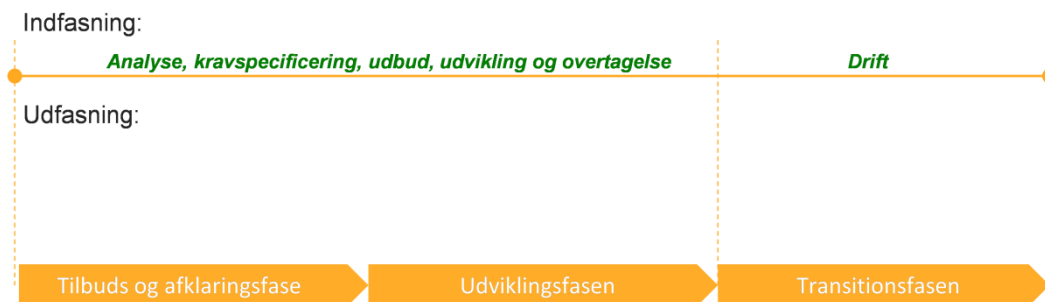 Indfasning:
Analyse, kravspecificering, udbud, udvikling og overtagelse Drift
Udfasning:
Tilbuds og afklaringsfase Udviklingsfasen Transitionsfasen